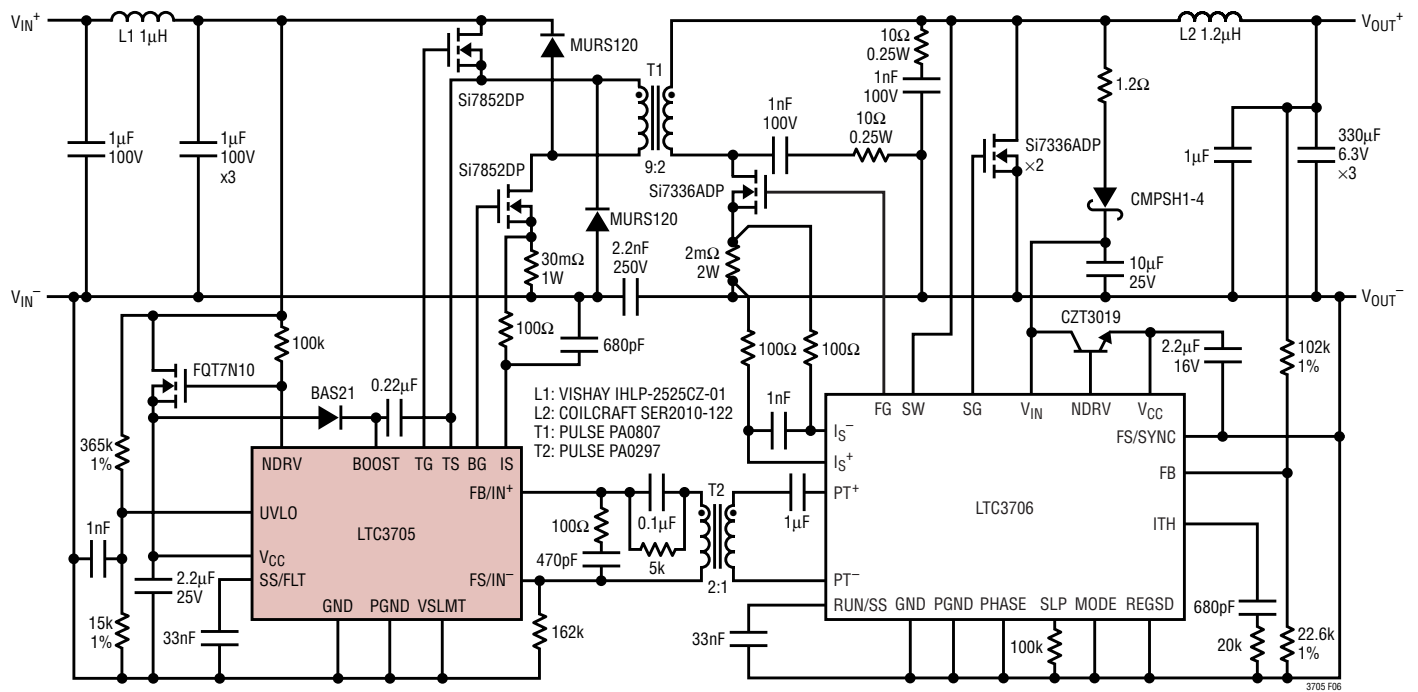 VIN+
L1 1μH
MURS120
Si7852DP
T1
9:2
1μF
100V
1μF
100V
x3
Si7852DP
MURS120
30mΩ
1W
2.2nF
250V
1nF
100V
10Ω
0.25W
10Ω
0.25W
1nF
100V
Si7336ADP
Si7336ADP
×2
2mΩ
2W
1.2Ω
CMPSH1-4
10μF
25V
L2 1.2μH
VOUT+
1μF
330μF
6.3V
×3
VIN–
VOUT–
100k
FQT7N10
BAS21
0.22μF
100Ω
680pF
365k
1%
1nF
15k
1%
2.2μF
25V
33nF
L1: VISHAY IHLP-2525CZ-01
L2: COILCRAFT SER2010-122
T1: PULSE PA0807
T2: PULSE PA0297
NDRV
BOOST
TG
TS
BG
IS
UVLO
VCC
SS/FLT
LTC3705
FB/IN+
FS/IN–
GND
PGND
VSLMT
162k
100Ω
470pF
0.1μF
5k
T2
2:1
1μF
100Ω
100Ω
1nF
CZT3019
2.2μF
16V
102k
1%
FG
SW
SG
VIN
NDRV
VCC
IS–
IS+
PT+
PT–
RUN/SS
LTC3706
FS/SYNC
FB
ITH
GND
PGND
PHASE
SLP
MODE
REGSD
33nF
100k
680pF
20k
22.6k
1%
3705 F06